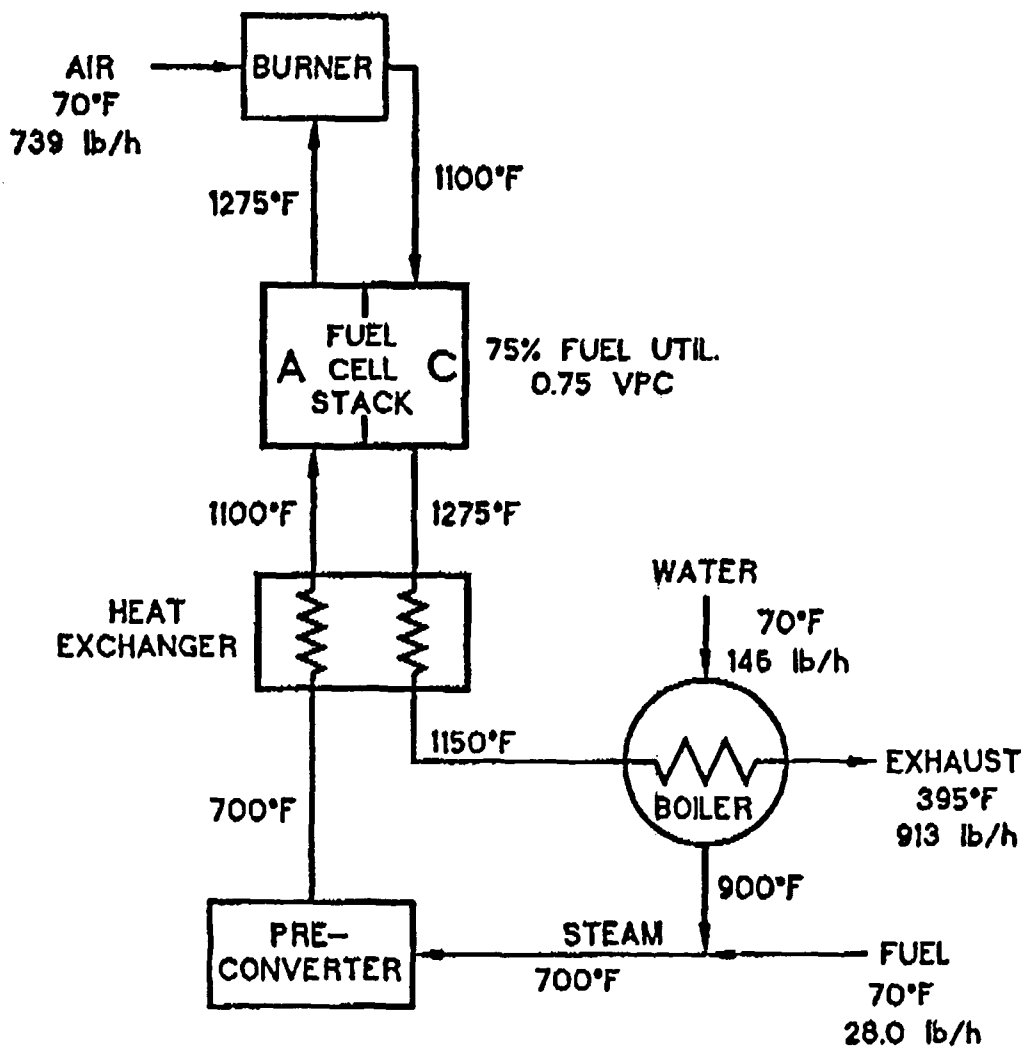 BURNER
AIR
70°F
739 lb/h
1100°F
1275°F
A
FUEL
CELL
STACK
C
75% FUEL UTIL.
0.75 VPC
1100°F
1275°F
HEAT
EXCHANGER
WATER
70°F
146 lb/h
1150°F
BOILER
EXHAUST
395°F
913 lb/h
700°F
900°F
PRE-
CONVERTER
STEAM
700°F
FUEL
70°F
28.0 lb/h